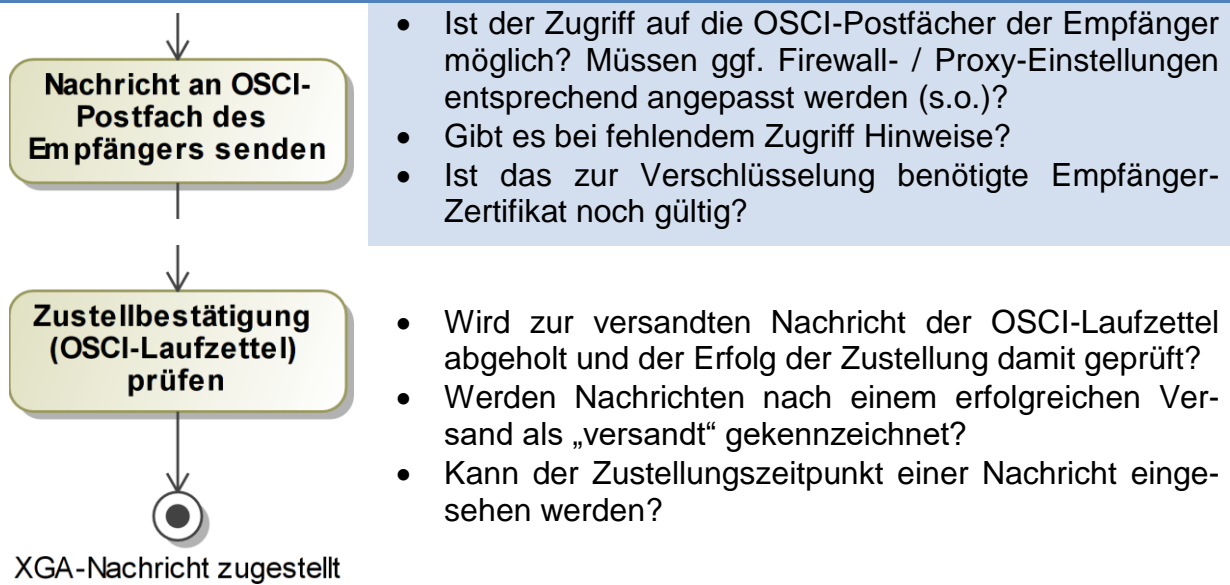 Nachricht an OSCI-
Postfach des
Empfängers senden
• Ist der Zugriff auf die OSCI-Postfächer der Empfänger
möglich? Müssen ggf. Firewall- / Proxy-Einstellungen
entsprechend angepasst werden (s.o.)?
• Gibt es bei fehlendem Zugriff Hinweise?
• Ist das zur Verschlüsselung benötigte Empfänger-
Zertifikat noch gültig?
Zustellbestätigung
(OSCI-Laufzettel)
prüfen
• Wird zur versandten Nachricht der OSCI-Laufzettel
abgeholt und der Erfolg der Zustellung damit geprüft?
• Werden Nachrichten nach einem erfolgreichen Ver-
sand als „versandt“ gekennzeichnet?
• Kann der Zustellungszeitpunkt einer Nachricht einge-
sehen werden?
XGA-Nachricht zugestellt